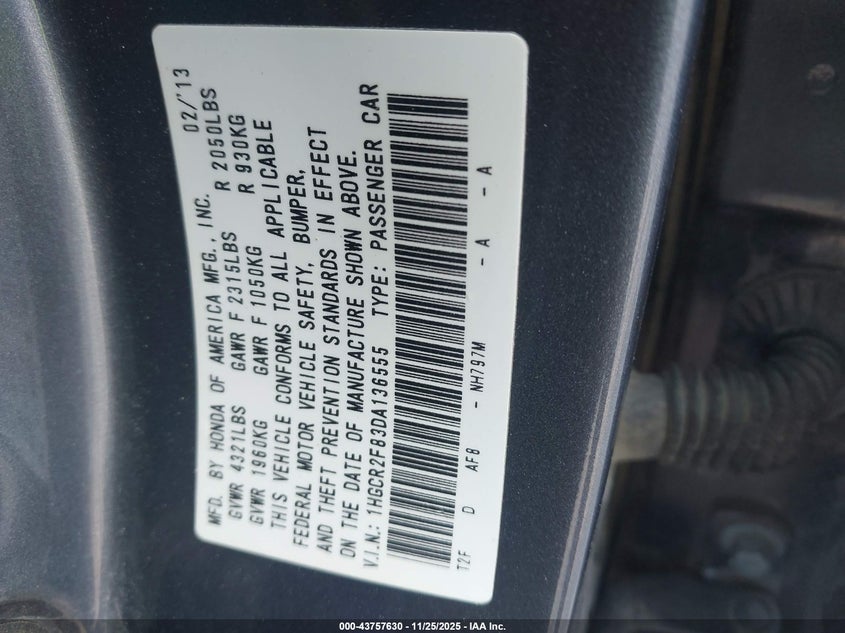 MFD. BY HONDA OF AMERICA MFG., INC. 02/'13
GVWR 4321LBS GAWR F 2315LBS R 2050LBS
GVWR 1960KG GAWR F 1050KG R 930KG
THIS VEHICLE CONFORMS TO ALL APPLICABLE
FEDERAL MOTOR VEHICLE SAFETY, BUMPER,
AND THEFT PREVENTION STANDARDS IN EFFECT
ON THE DATE OF MANUFACTURE SHOWN ABOVE.
V.I.N.: 1HGCR2F83DA136555 TYPE: PASSENGER CAR
T2F D AF8 - NH797M - A - A
000-43757630 - 11/25/2025 - IAA Inc.